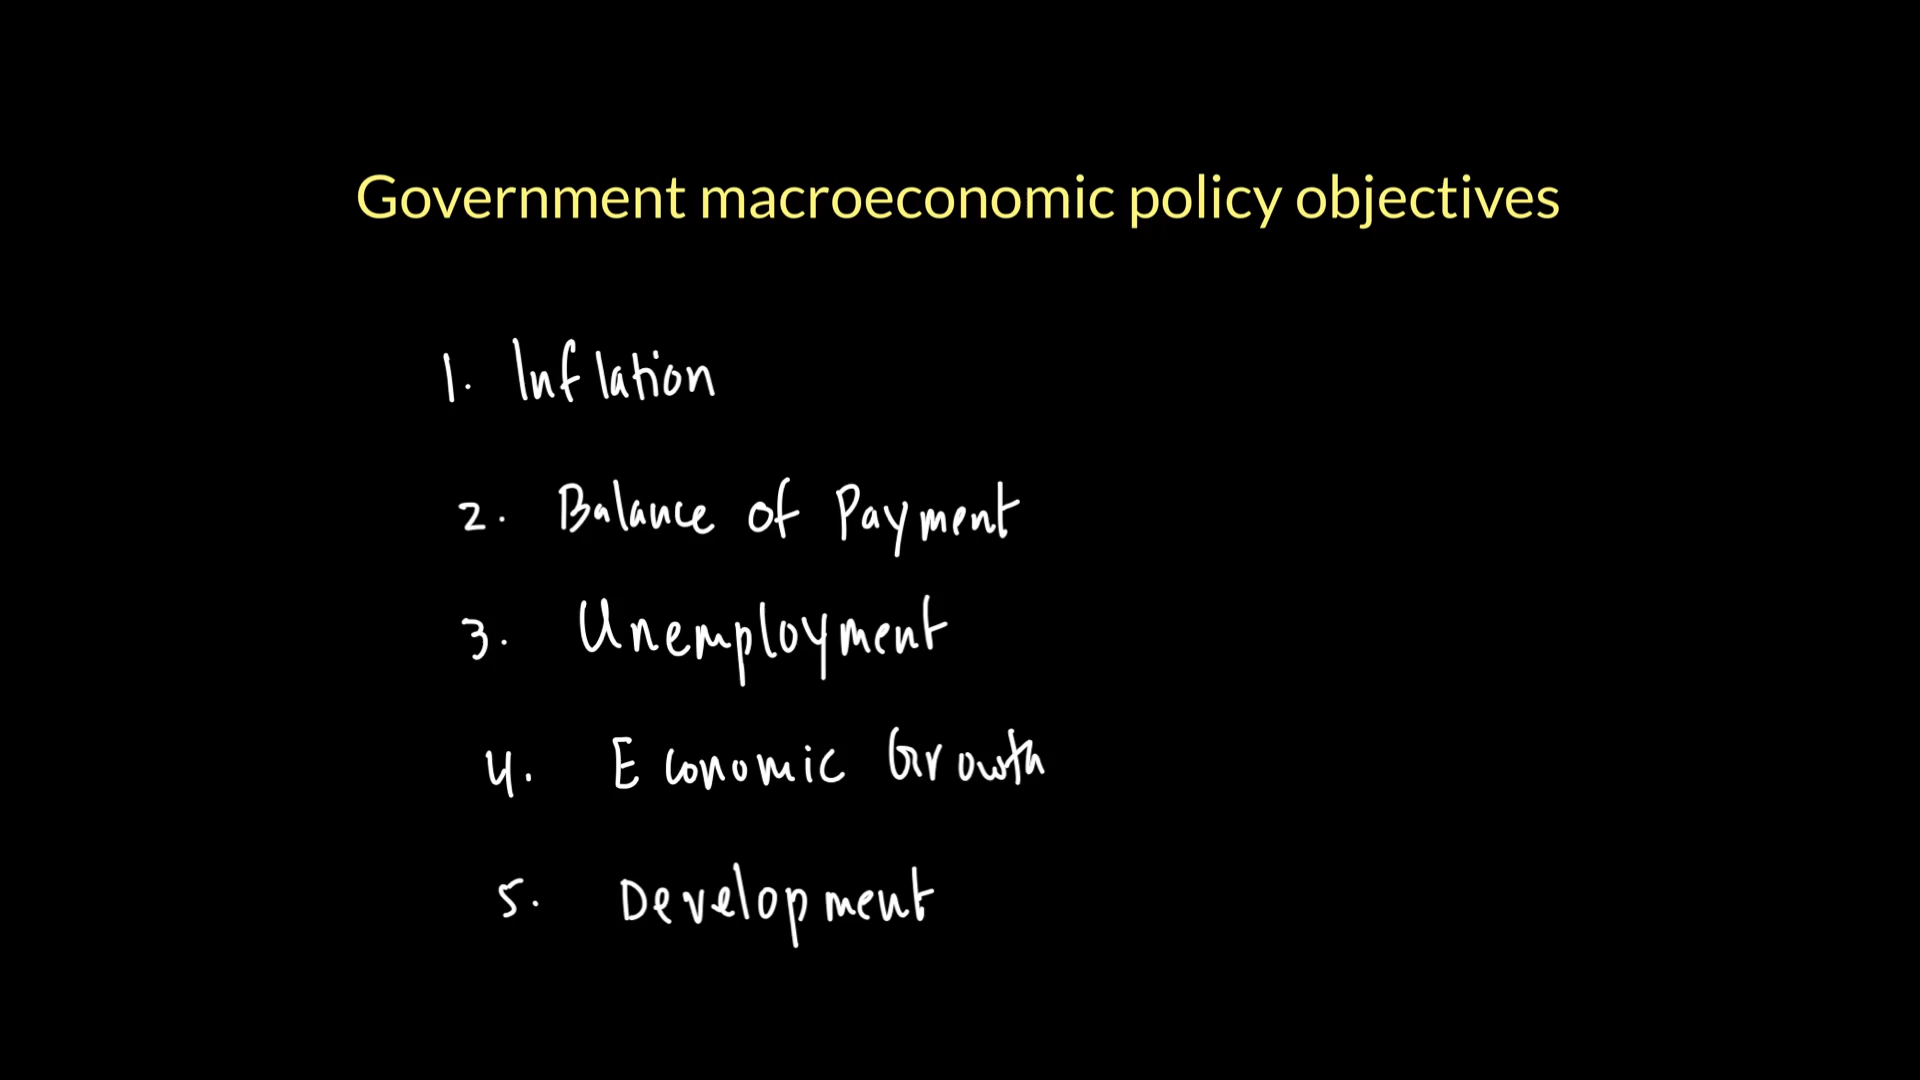 Government macroeconomic policy objectives
1. Inflation
2. Balance of Payment
3. Unemployment
4. Economic Growth
5. Development